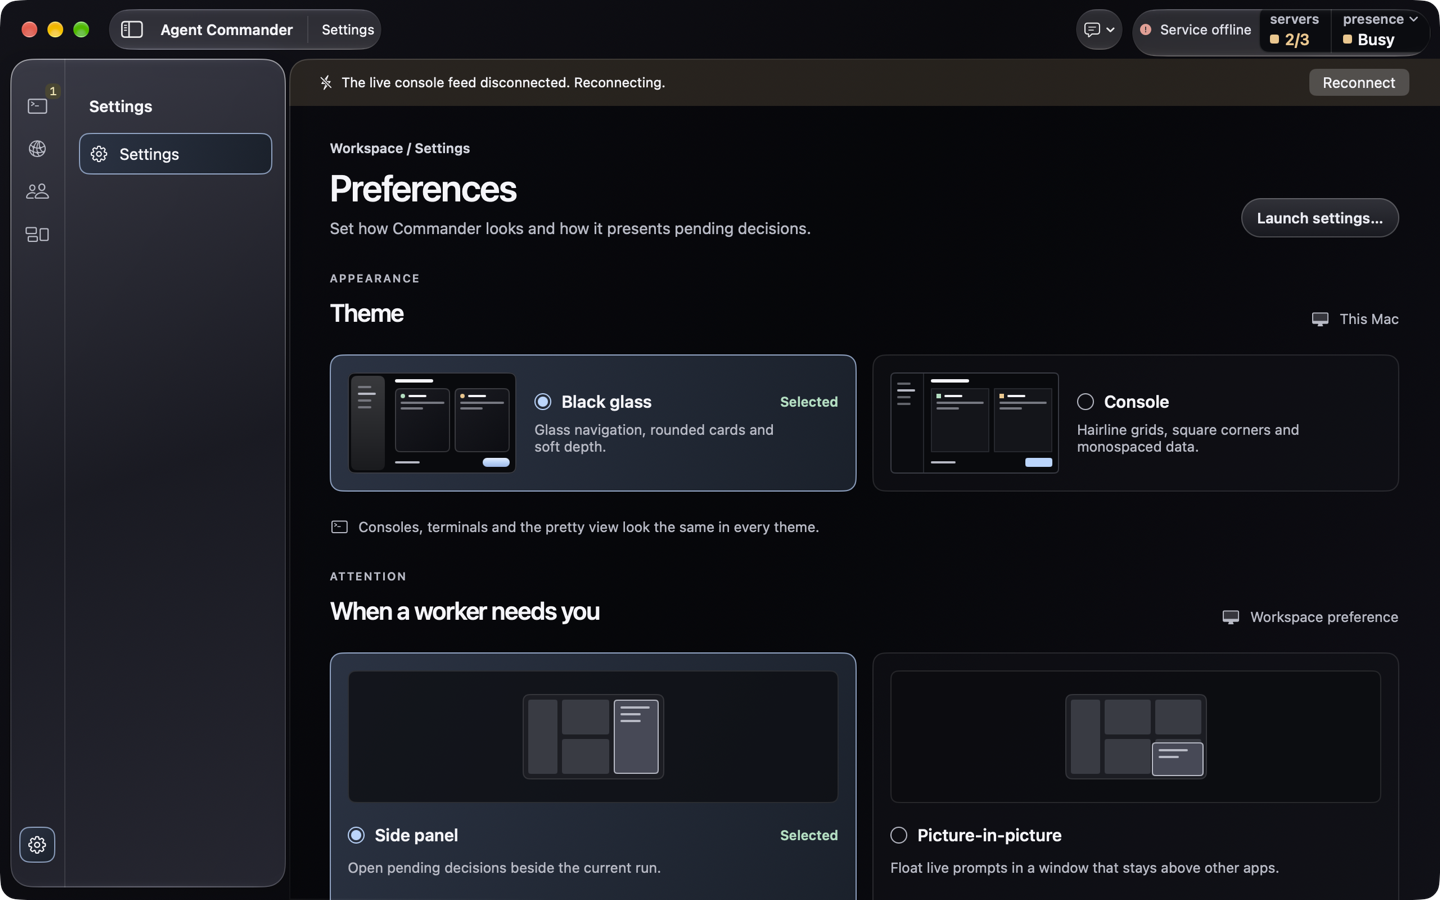 Agent Commander
Settings
Service offline
servers
2/3
presence
Busy
1
Settings
Settings
The live console feed disconnected. Reconnecting.
Reconnect
Workspace / Settings
Preferences
Set how Commander looks and how it presents pending decisions.
Launch settings...
APPEARANCE
Theme
This Mac
Black glass
Selected
Glass navigation, rounded cards and
soft depth.
Console
Hairline grids, square corners and
monospaced data.
Consoles, terminals and the pretty view look the same in every theme.
ATTENTION
When a worker needs you
Workspace preference
Side panel
Selected
Open pending decisions beside the current run.
Picture-in-picture
Float live prompts in a window that stays above other apps.